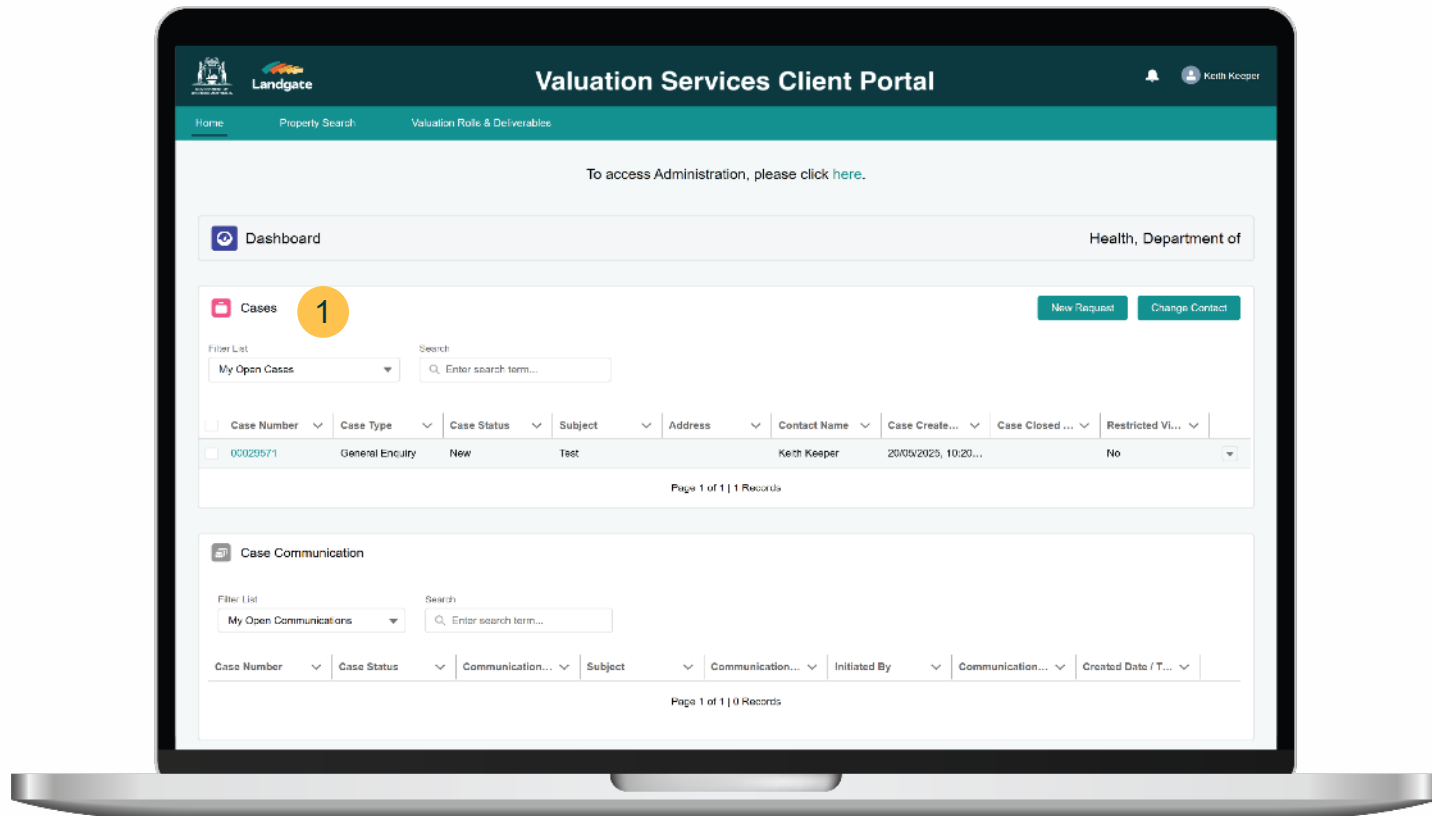 Landgate
Valuation Services Client Portal
Keith Keeper
Home Property Search Valuation Rolls & Deliverables
To access Administration, please click here.
Dashboard Health, Department of
Cases 1 New Request Change Contact
Filter List Search
My Open Cases Enter search term...
Case Number Case Type Case Status Subject Address Contact Name Case Create... Case Closed ... Restricted Vi...
00029571 General Enquiry New Test Keith Keeper 20/05/2025, 10:20... No
Page 1 of 1 | 1 Records
Case Communication
Filter List Search
My Open Communications Enter search term...
Case Number Case Status Communication... Subject Communication... Initiated By Communication... Created Date / T...
Page 1 of 1 | 0 Records